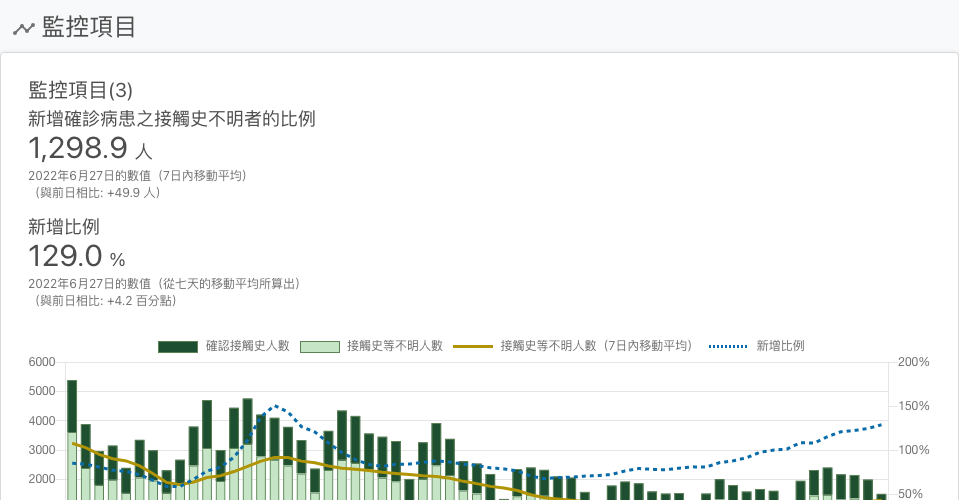 監控項目
監控項目(3)
新增確診病患之接觸史不明者的比例
1,298.9 人
2022年6月27日的數值（7日內移動平均）
（與前日相比: +49.9 人）
新增比例
129.0 %
2022年6月27日的數值（從七天的移動平均所算出）
（與前日相比: +4.2 百分點）
確認接觸史人數 接觸史等不明人數 接觸史等不明人數（7日內移動平均） 新增比例
6000 200%
5000
4000 150%
3000 100%
2000
50%